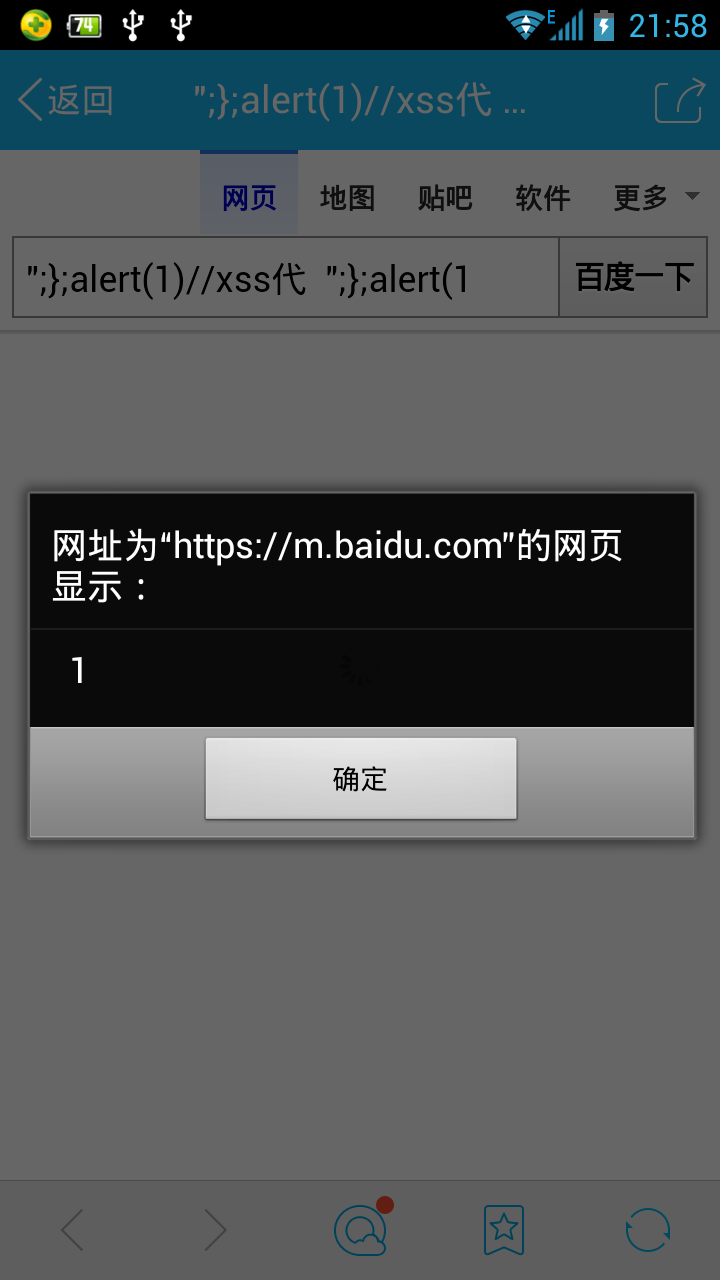 74 E 21:58
返回 ";};alert(1)//xss代 ...
网页 地图 贴吧 软件 更多
";};alert(1)//xss代 ";};alert(1 百度一下
网址为“https://m.baidu.com”的网页
显示：
1
确定